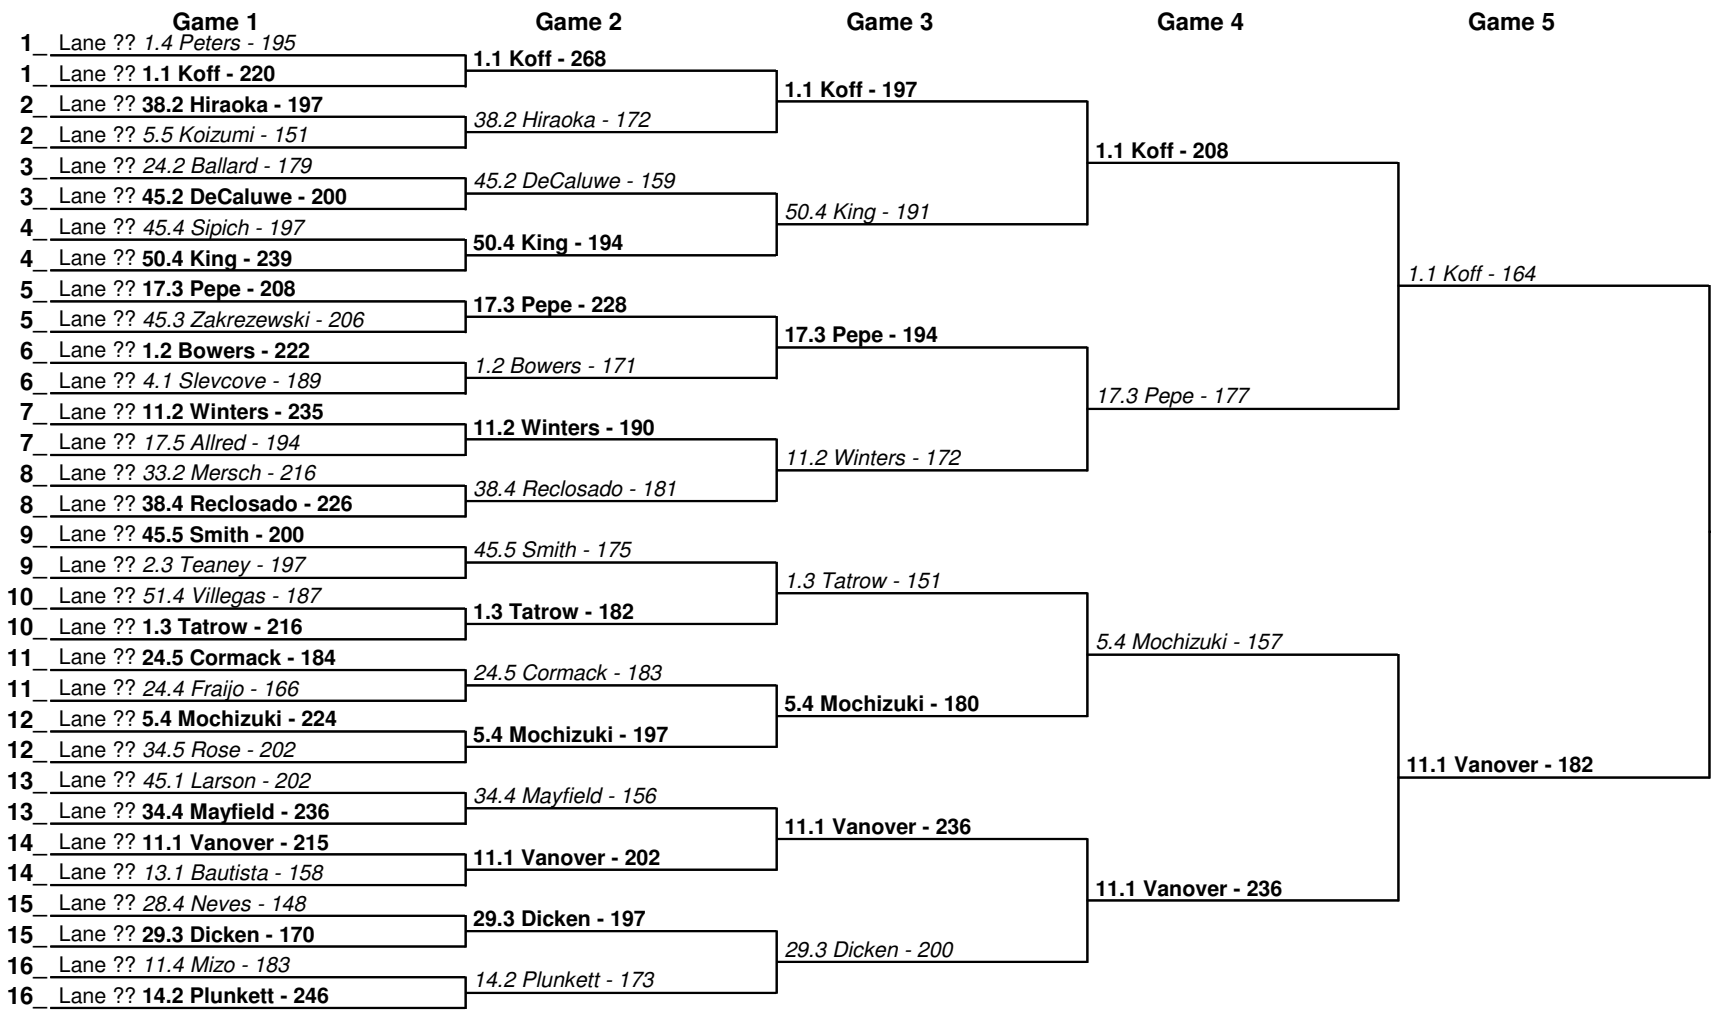 Game 1 Game 2 Game 3 Game 4 Game 5
1_ Lane ?? 1.4 Peters - 195
1.1 Koff - 268
1_ Lane ?? 1.1 Koff - 220
1.1 Koff - 197
2_ Lane ?? 38.2 Hiraoka - 197
38.2 Hiraoka - 172
2_ Lane ?? 5.5 Koizumi - 151
1.1 Koff - 208
3_ Lane ?? 24.2 Ballard - 179
45.2 DeCaluwe - 159
3_ Lane ?? 45.2 DeCaluwe - 200
50.4 King - 191
4_ Lane ?? 45.4 Sipich - 197
50.4 King - 194
4_ Lane ?? 50.4 King - 239
1.1 Koff - 164
5_ Lane ?? 17.3 Pepe - 208
17.3 Pepe - 228
5_ Lane ?? 45.3 Zakrezewski - 206
17.3 Pepe - 194
6_ Lane ?? 1.2 Bowers - 222
1.2 Bowers - 171
6_ Lane ?? 4.1 Slevcove - 189
17.3 Pepe - 177
7_ Lane ?? 11.2 Winters - 235
11.2 Winters - 190
7_ Lane ?? 17.5 Allred - 194
11.2 Winters - 172
8_ Lane ?? 33.2 Mersch - 216
38.4 Reclosado - 181
8_ Lane ?? 38.4 Reclosado - 226
9_ Lane ?? 45.5 Smith - 200
45.5 Smith - 175
9_ Lane ?? 2.3 Teaney - 197
1.3 Tatrow - 151
10_ Lane ?? 51.4 Villegas - 187
1.3 Tatrow - 182
10_ Lane ?? 1.3 Tatrow - 216
5.4 Mochizuki - 157
11_ Lane ?? 24.5 Cormack - 184
24.5 Cormack - 183
11_ Lane ?? 24.4 Fraijo - 166
5.4 Mochizuki - 180
12_ Lane ?? 5.4 Mochizuki - 224
5.4 Mochizuki - 197
12_ Lane ?? 34.5 Rose - 202
11.1 Vanover - 182
13_ Lane ?? 45.1 Larson - 202
34.4 Mayfield - 156
13_ Lane ?? 34.4 Mayfield - 236
11.1 Vanover - 236
14_ Lane ?? 11.1 Vanover - 215
11.1 Vanover - 202
14_ Lane ?? 13.1 Bautista - 158
11.1 Vanover - 236
15_ Lane ?? 28.4 Neves - 148
29.3 Dicken - 197
15_ Lane ?? 29.3 Dicken - 170
29.3 Dicken - 200
16_ Lane ?? 11.4 Mizo - 183
14.2 Plunkett - 173
16_ Lane ?? 14.2 Plunkett - 246